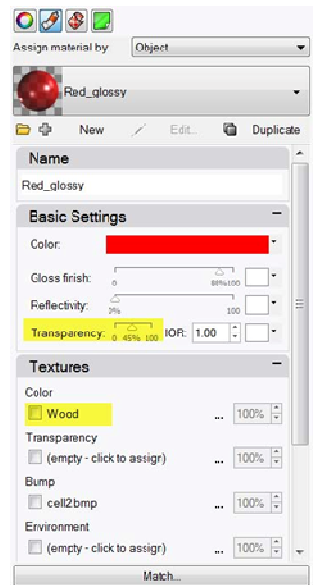 Assign material by Object
Red_glossy
New Edit... Duplicate
Name
Red_glossy
Basic Settings
Color:
Gloss finish: 0 88% 100
Reflectivity: 0% 100
Transparency: 0 45% 100 IOR: 1.00
Textures
Color
Wood ... 100%
Transparency
(empty - click to assign) ... 100%
Bump
cell2bmp ... 100%
Environment
(empty - click to assign) ... 100%
Match...